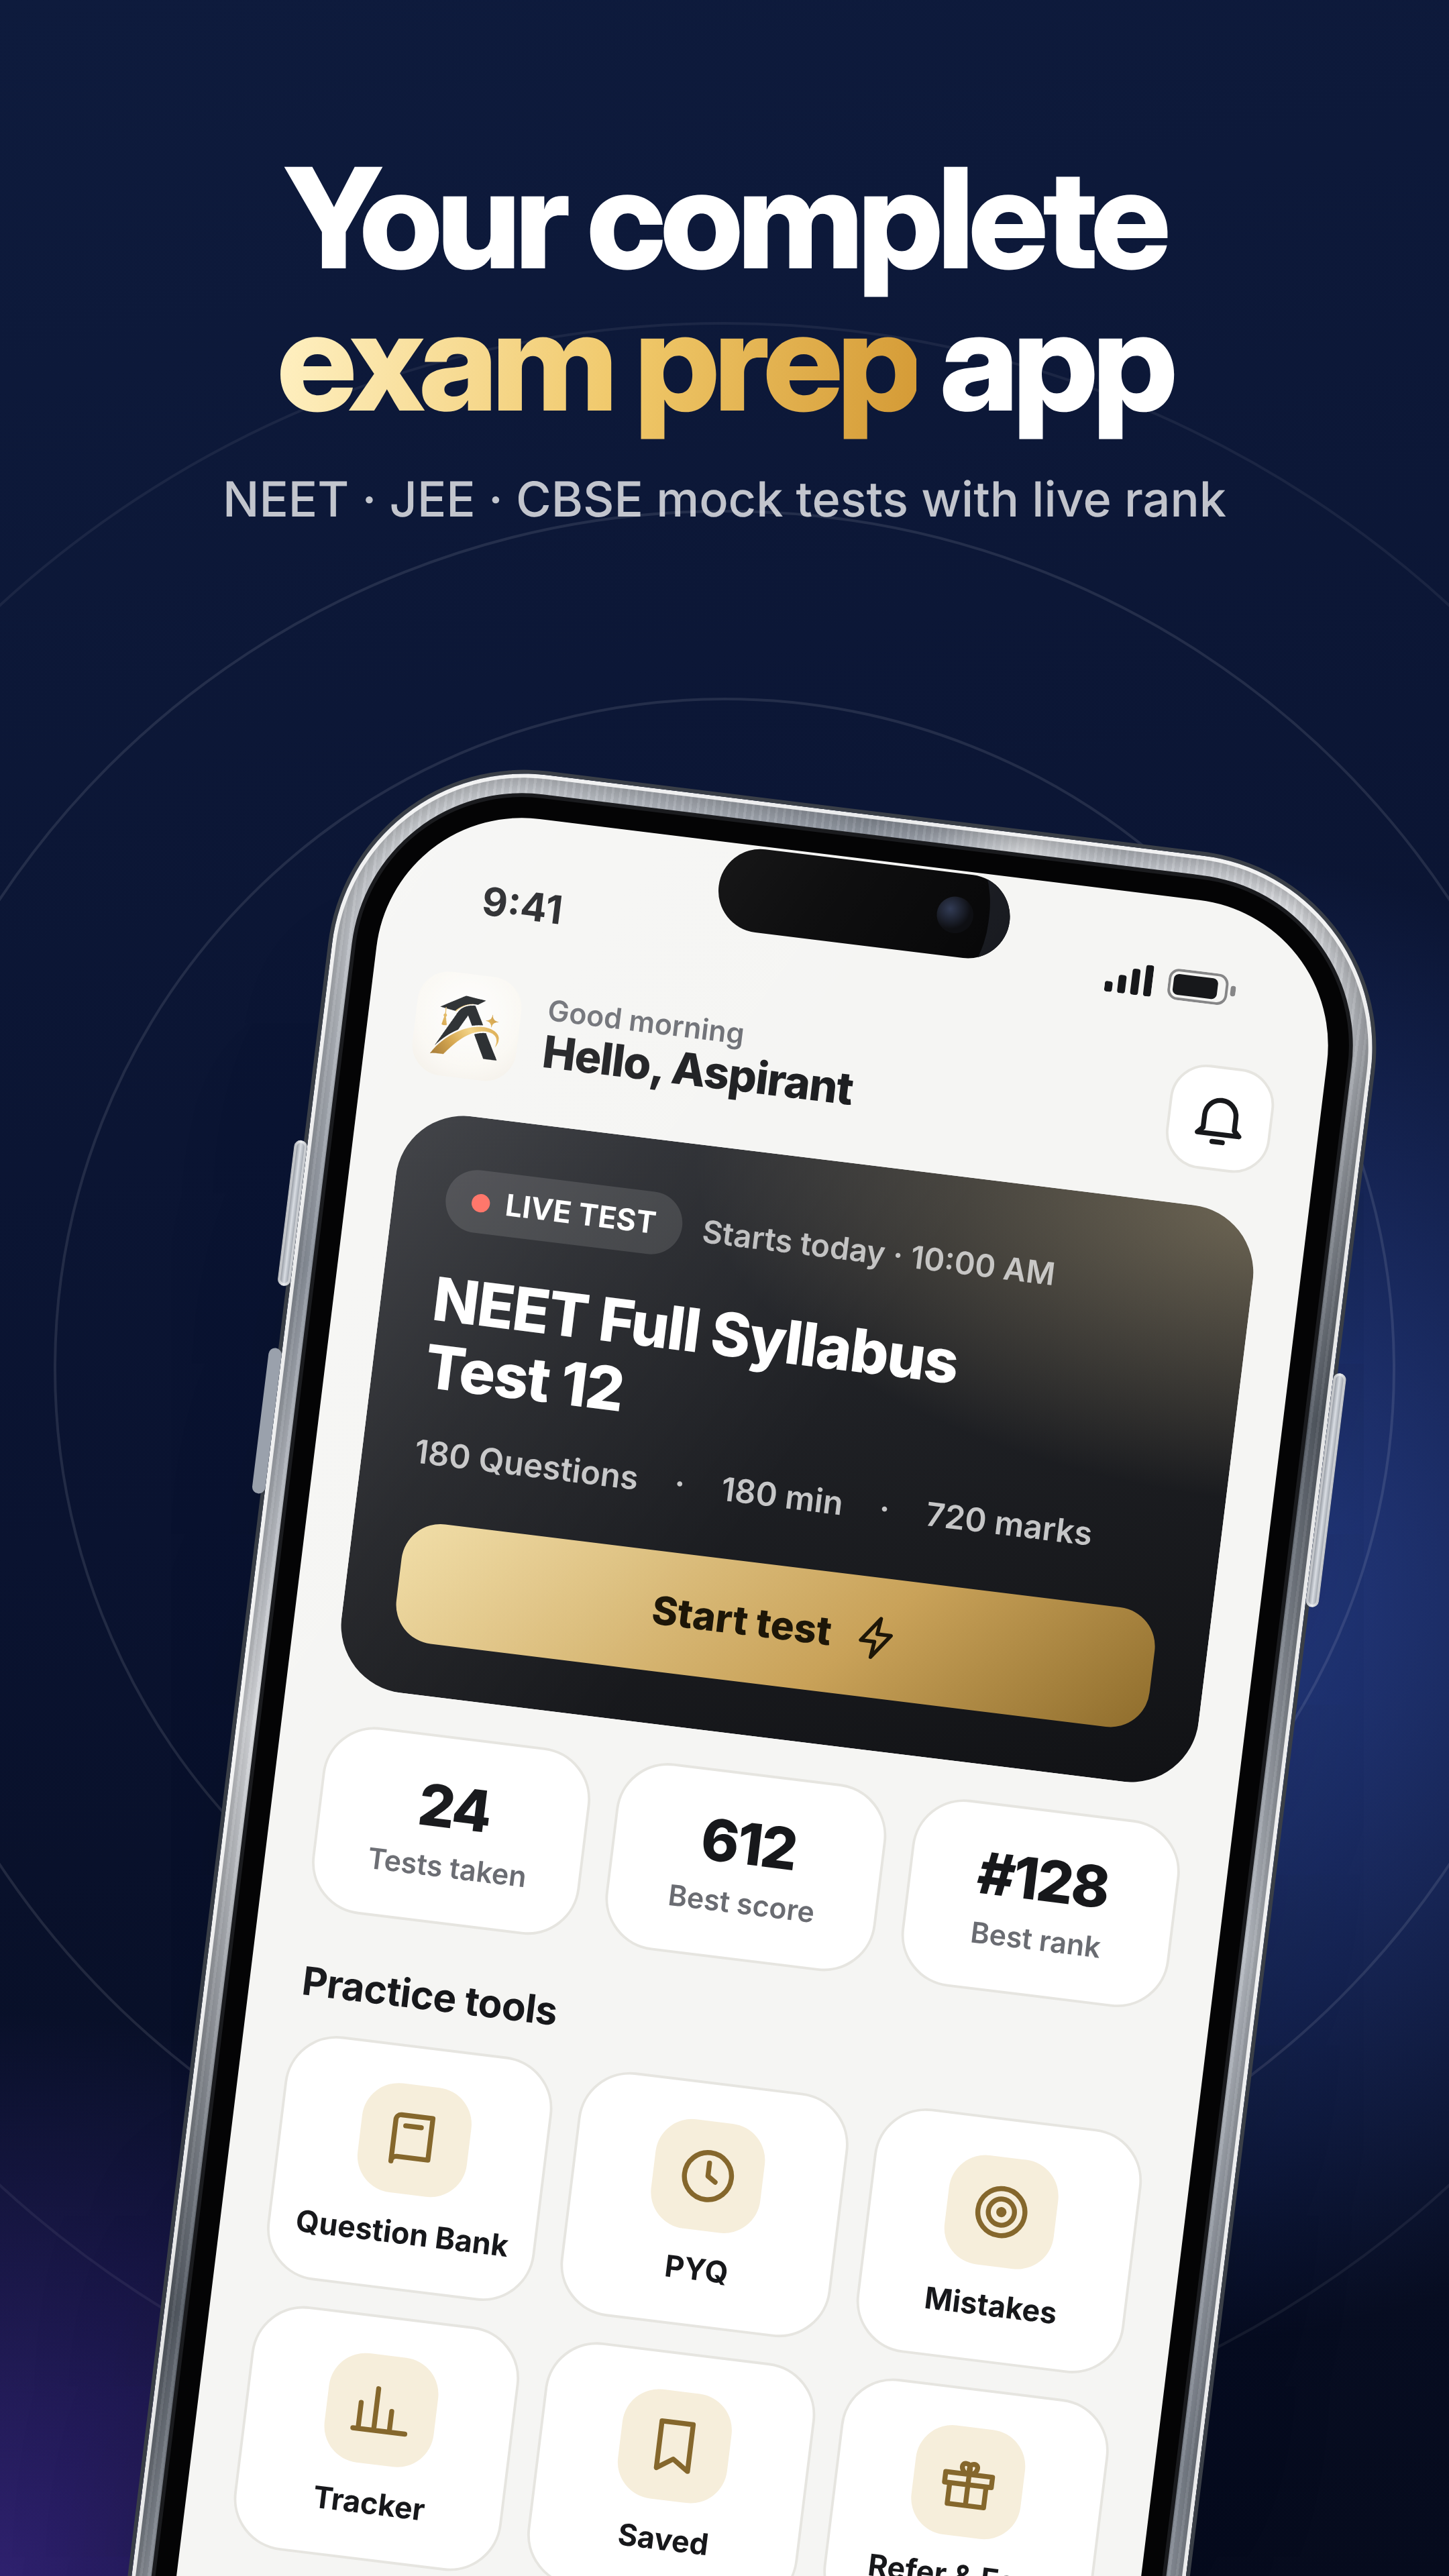 Your complete
exam prep app
NEET · JEE · CBSE mock tests with live rank
9:41
Good morning
Hello, Aspirant
LIVE TEST Starts today · 10:00 AM
NEET Full Syllabus
Test 12
180 Questions · 180 min · 720 marks
Start test
24 612 #128
Tests taken Best score Best rank
Practice tools
Question Bank PYQ Mistakes
Tracker Saved Refer &